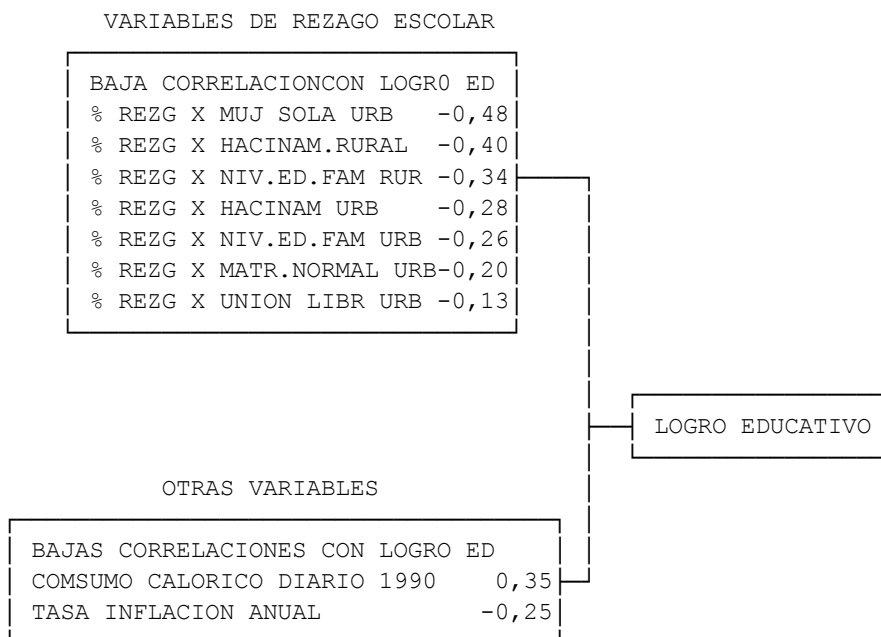 VARIABLES DE REZAGO ESCOLAR
BAJA CORRELACIONCON LOGR0 ED
% REZG X MUJ SOLA URB -0,48
% REZG X HACINAM.RURAL -0,40
% REZG X NIV.ED.FAM RUR -0,34
% REZG X HACINAM URB -0,28
% REZG X NIV.ED.FAM URB -0,26
% REZG X MATR.NORMAL URB-0,20
% REZG X UNION LIBR URB -0,13
LOGRO EDUCATIVO
OTRAS VARIABLES
BAJAS CORRELACIONES CON LOGRO ED
COMSUMO CALORICO DIARIO 1990 0,35
TASA INFLACION ANUAL -0,25